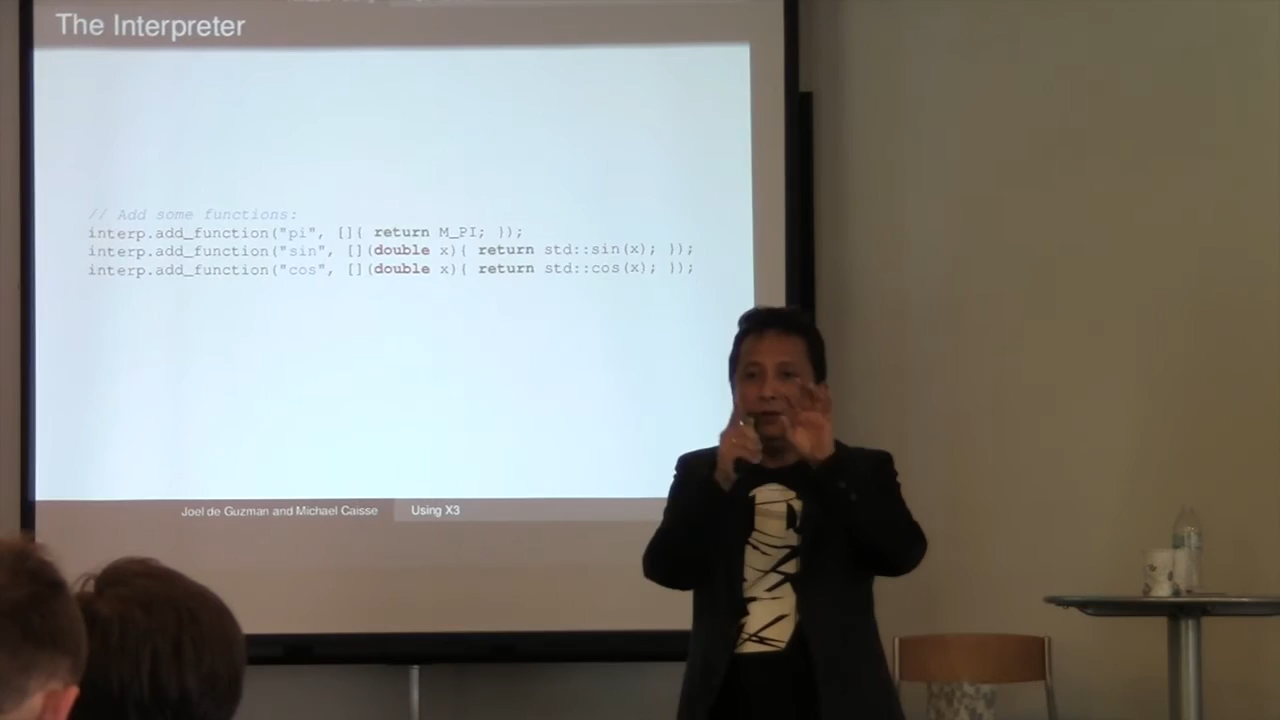 The Interpreter
// Add some functions:
interp.add_function("pi", []{ return M_PI; });
interp.add_function("sin", [](double x){ return std::sin(x); });
interp.add_function("cos", [](double x){ return std::cos(x); });
Joel de Guzman and Michael Caisse
Using X3